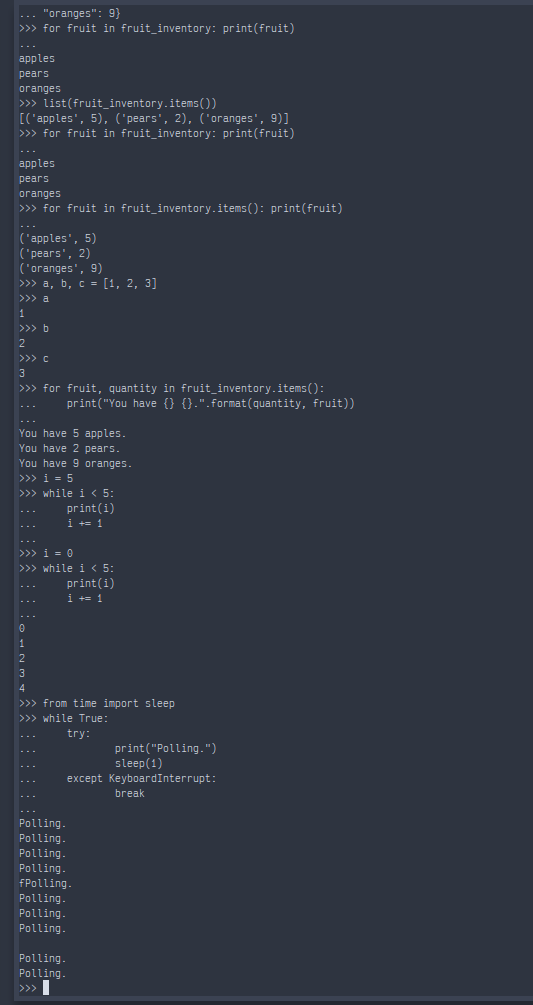 ... "oranges": 9}
>>> for fruit in fruit_inventory: print(fruit)
...
apples
pears
oranges
>>> list(fruit_inventory.items())
[('apples', 5), ('pears', 2), ('oranges', 9)]
>>> for fruit in fruit_inventory: print(fruit)
...
apples
pears
oranges
>>> for fruit in fruit_inventory.items(): print(fruit)
...
('apples', 5)
('pears', 2)
('oranges', 9)
>>> a, b, c = [1, 2, 3]
>>> a
1
>>> b
2
>>> c
3
>>> for fruit, quantity in fruit_inventory.items():
...     print("You have {} {}.".format(quantity, fruit))
...
You have 5 apples.
You have 2 pears.
You have 9 oranges.
>>> i = 5
>>> while i < 5:
...     print(i)
...     i += 1
...
>>> i = 0
>>> while i < 5:
...     print(i)
...     i += 1
...
0
1
2
3
4
>>> from time import sleep
>>> while True:
...     try:
...             print("Polling.")
...             sleep(1)
...     except KeyboardInterrupt:
...             break
...
Polling.
Polling.
Polling.
Polling.
fPolling.
Polling.
Polling.
Polling.

Polling.
Polling.
>>>